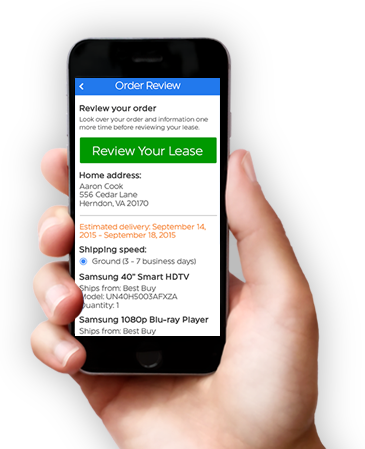 Order Review
Review your order
Look over your order and information one
more time before reviewing your lease.
Review Your Lease
Home address:
Aaron Cook
556 Cedar Lane
Herndon, VA 20170
Estimated delivery: September 14,
2015 - September 18, 2015
Shipping speed:
Ground (3 - 7 business days)
Samsung 40" Smart HDTV
Ships from: Best Buy
Model: UN40H5003AFXZA
Quantity: 1
Samsung 1080p Blu-ray Player
Ships from: Best Buy